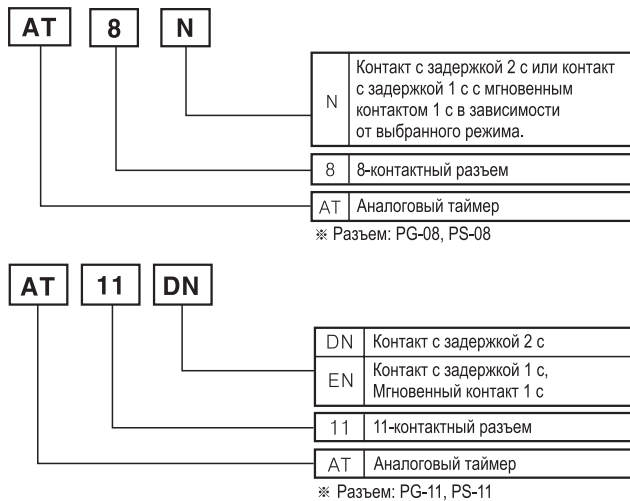 AT 8 N
N Контакт с задержкой 2 с или контакт
с задержкой 1 с с мгновенным
контактом 1 с в зависимости
от выбранного режима.
8 8-контактный разъем
AT Аналоговый таймер
※ Разъем: PG-08, PS-08
AT 11 DN
DN Контакт с задержкой 2 с
EN Контакт с задержкой 1 с,
Мгновенный контакт 1 с
11 11-контактный разъем
AT Аналоговый таймер
※ Разъем: PG-11, PS-11